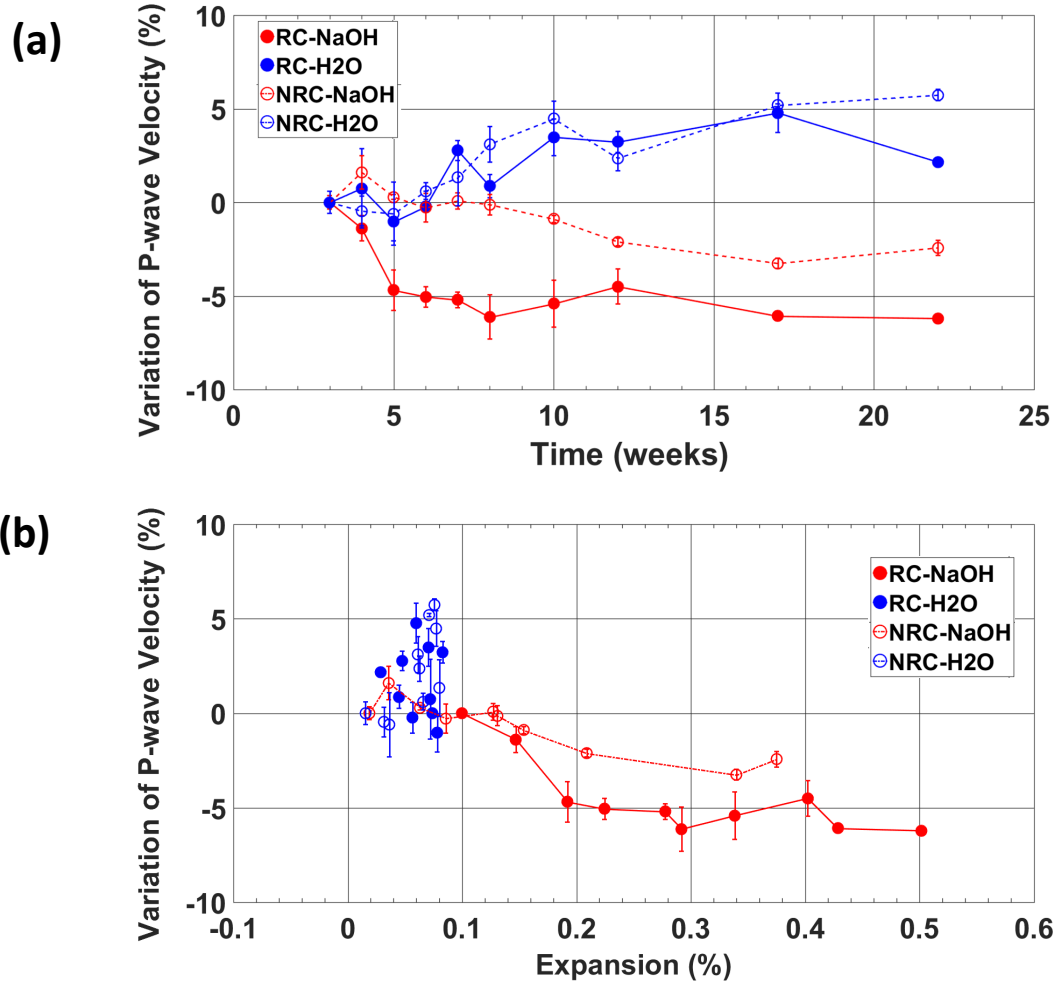 (a)
Variation of P-wave Velocity (%)
10
5
0
-5
-10
RC-NaOH
RC-H2O
NRC-NaOH
NRC-H2O
0 5 10 15 20 25
Time (weeks)
(b)
Variation of P-wave Velocity (%)
10
5
0
-5
-10
RC-NaOH
RC-H2O
NRC-NaOH
NRC-H2O
-0.1 0 0.1 0.2 0.3 0.4 0.5 0.6
Expansion (%)